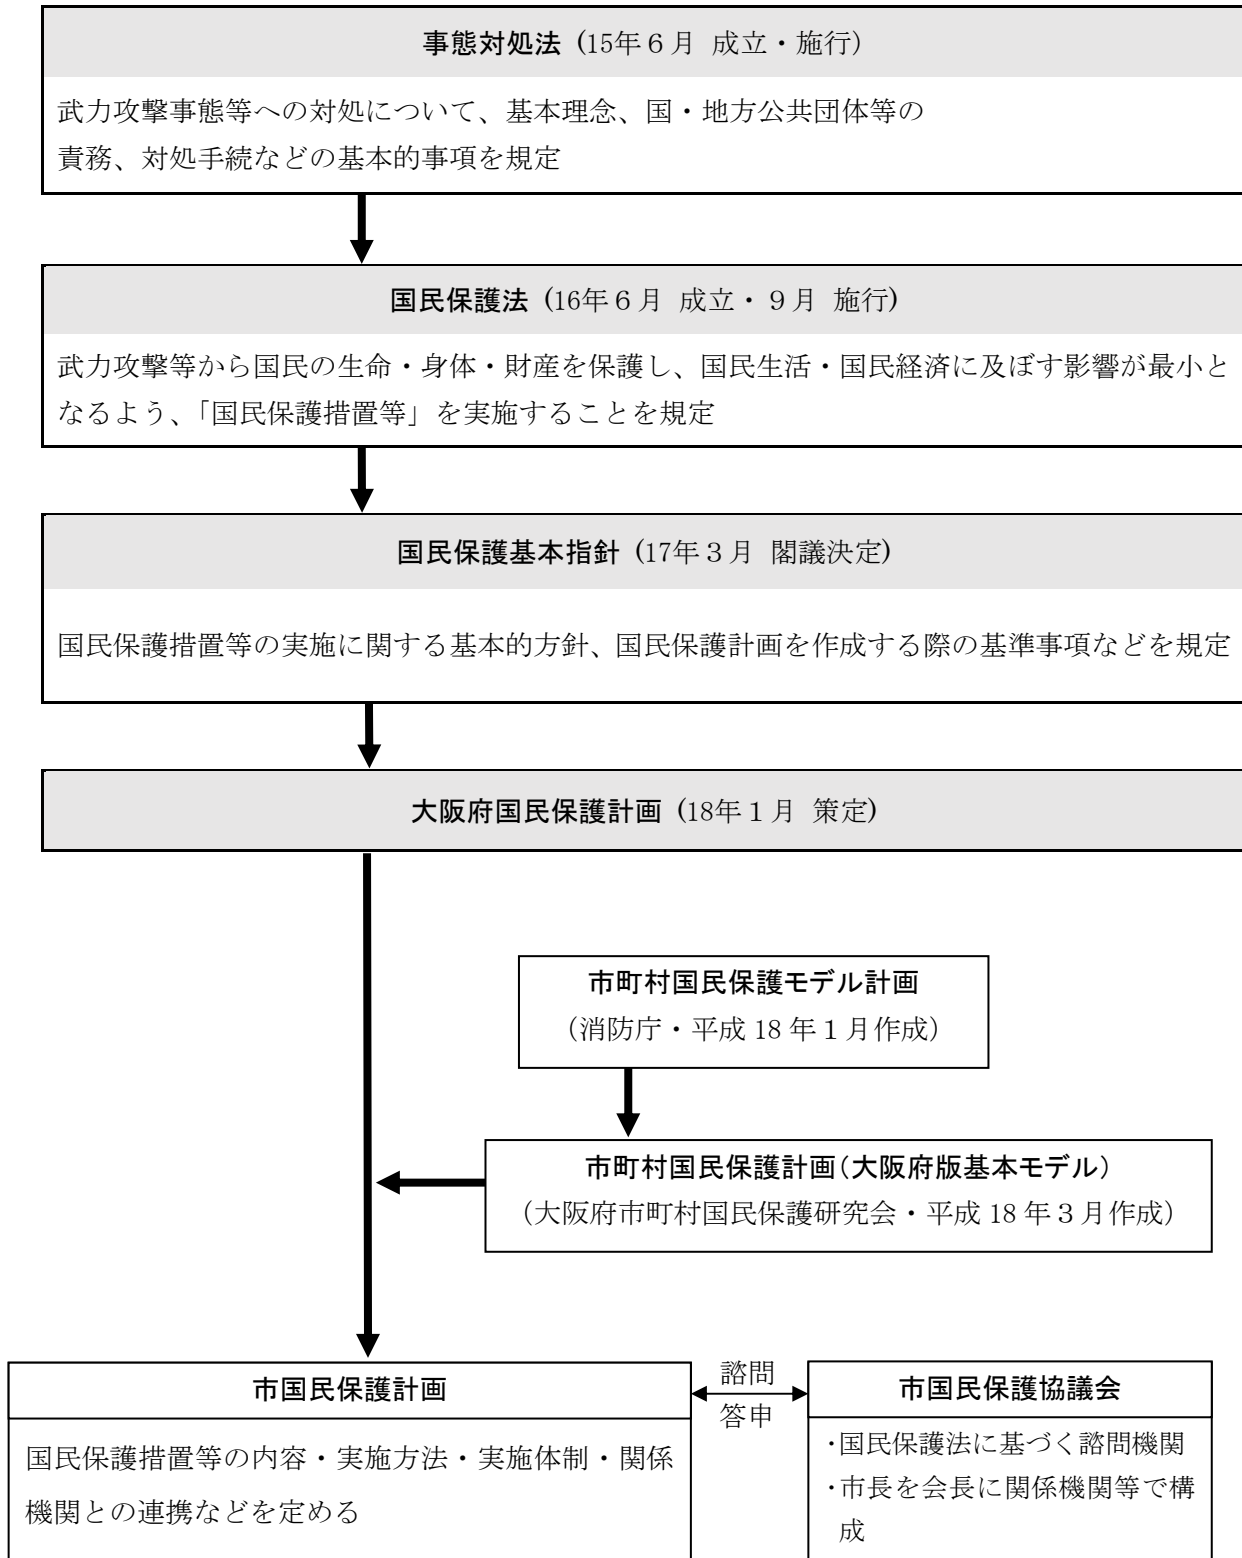 事態対処法 (15年６月 成立・施行)
武力攻撃事態等への対処について、基本理念、国・地方公共団体等の
責務、対処手続などの基本的事項を規定
国民保護法 (16年６月 成立・９月 施行)
武力攻撃等から国民の生命・身体・財産を保護し、国民生活・国民経済に及ぼす影響が最小と
なるよう、「国民保護措置等」を実施することを規定
国民保護基本指針 (17年３月 閣議決定)
国民保護措置等の実施に関する基本的方針、国民保護計画を作成する際の基準事項などを規定
大阪府国民保護計画 (18年１月 策定)
市町村国民保護モデル計画
（消防庁・平成 18 年１月作成）
市町村国民保護計画（大阪府版基本モデル）
（大阪府市町村国民保護研究会・平成 18 年３月作成）
市国民保護計画
国民保護措置等の内容・実施方法・実施体制・関係
機関との連携などを定める
諮問
答申
市国民保護協議会
・国民保護法に基づく諮問機関
・市長を会長に関係機関等で構
成